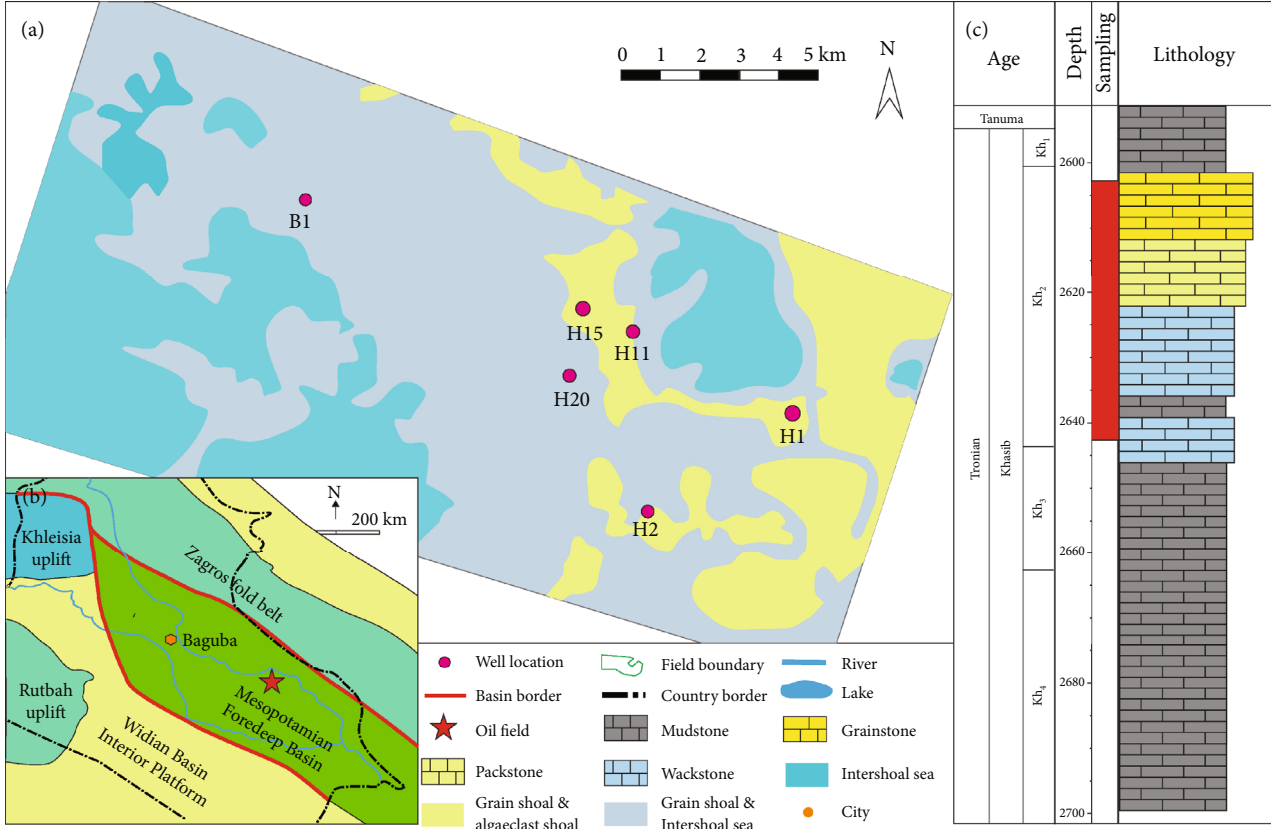 (a)
0 1 2 3 4 5 km
N
B1
H15
H11
H20
H1
H2
(b)
N
200 km
Khleisia
uplift
Zagros fold belt
Baguba
Rutbah
uplift
Mesopotamian
Foredeep Basin
Widian Basin
Interior Platform
Well location
Field boundary
River
Basin border
Country border
Lake
Oil field
Mudstone
Grainstone
Packstone
Wackstone
Intershoal sea
Grain shoal &
algaeclast shoal
Grain shoal &
Intershoal sea
City
(c)
Age
Depth
Sampling
Lithology
Tanuma
Tronian
Khasib
Kh1
Kh2
Kh3
Kh4
2600
2620
2640
2660
2680
2700